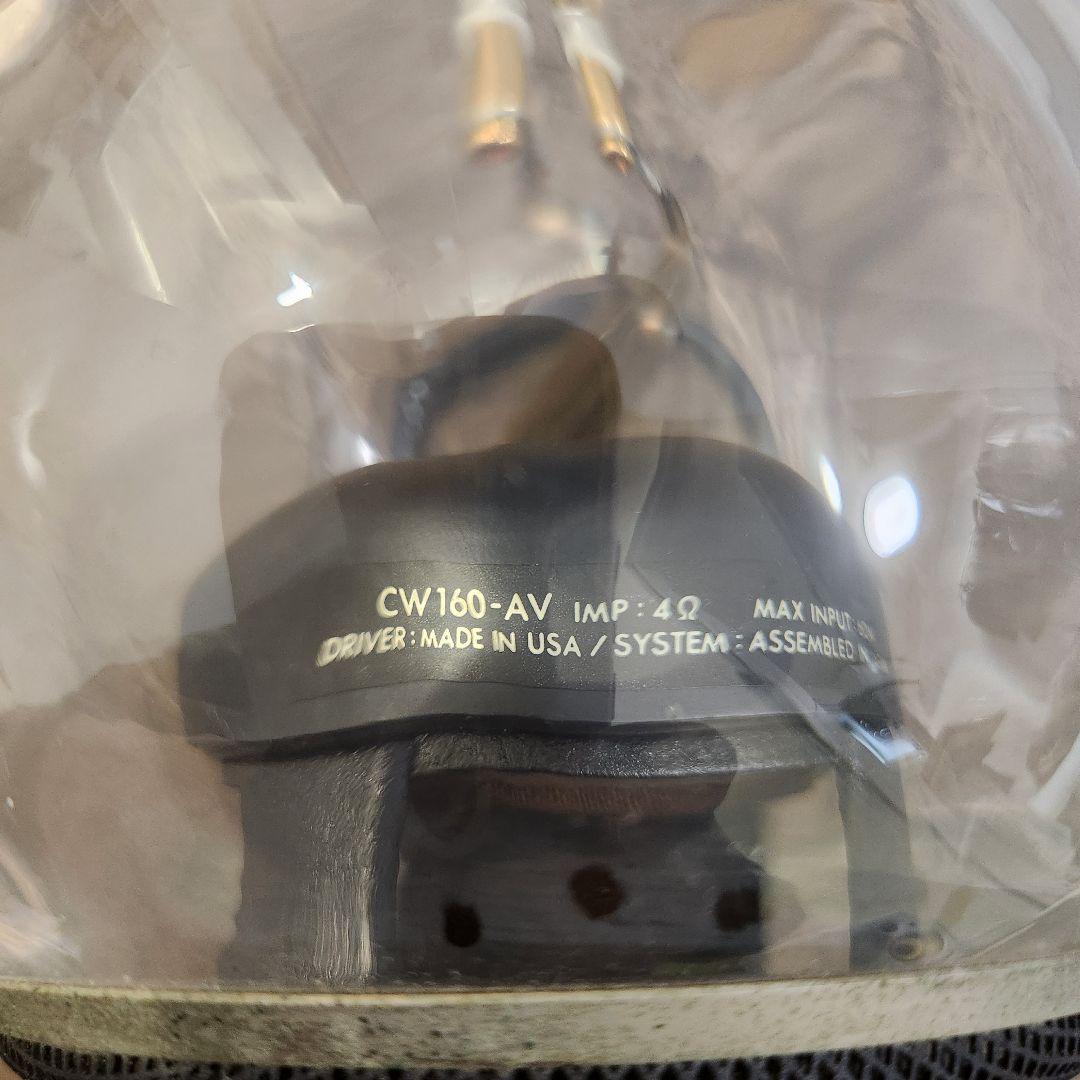 CW160-AV IMP : 4Ω MAX INPUT :
DRIVER : MADE IN USA / SYSTEM : ASSEMBLED